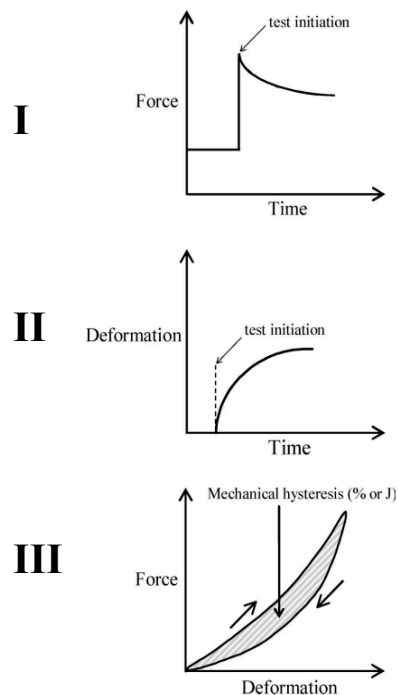 test initiation
I
Force
Time
II
Deformation
test initiation
Time
III
Mechanical hysteresis (% or J)
Force
Deformation